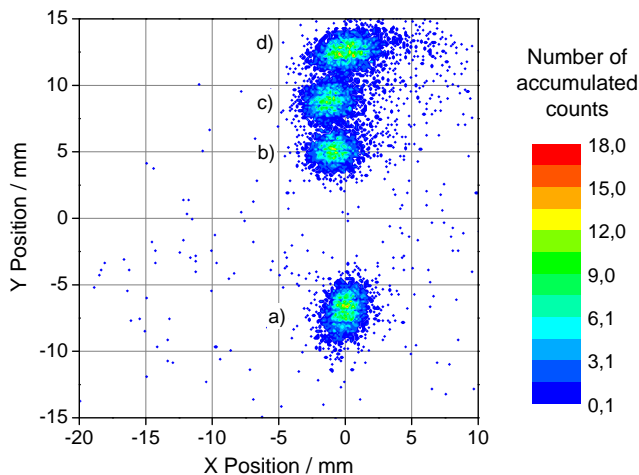 15
10
5
0
-5
-10
-15
-20
-15
-10
-5
0
5
10
Y Position / mm
X Position / mm
d)
c)
b)
a)
Number of
accumulated
counts
18,0
15,0
12,0
9,0
6,1
3,1
0,1